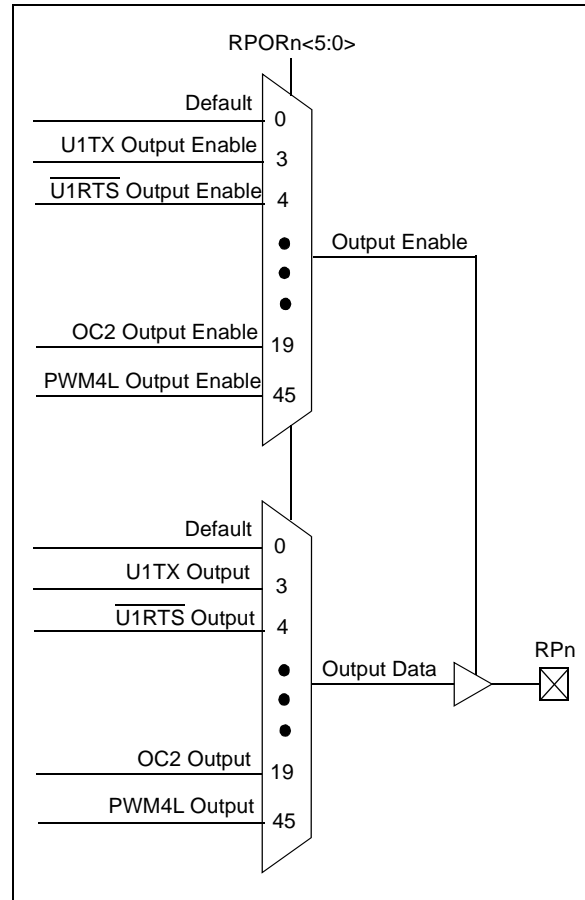 RPORn<5:0>
Default
0
U1TX Output Enable
3
U1RTS Output Enable
4
Output Enable
OC2 Output Enable
19
PWM4L Output Enable
45
Default
0
U1TX Output
3
U1RTS Output
4
RPn
Output Data
OC2 Output
19
PWM4L Output
45